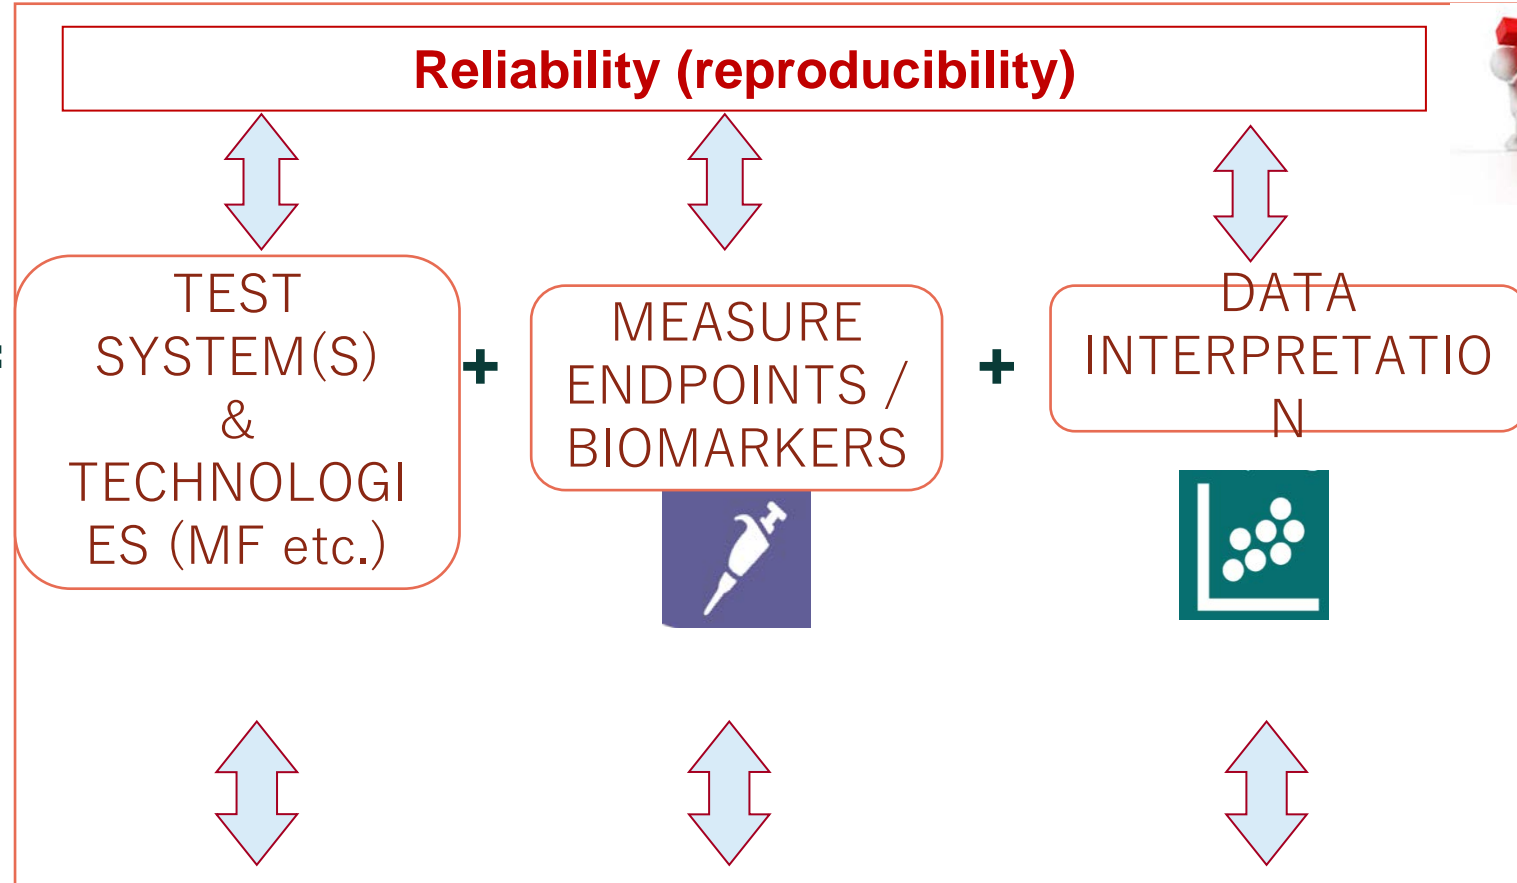 Reliability (reproducibility)
TEST
SYSTEM(S)
&
TECHNOLOGI
ES (MF etc.)
+
MEASURE
ENDPOINTS /
BIOMARKERS
+
DATA
INTERPRETATIO
N